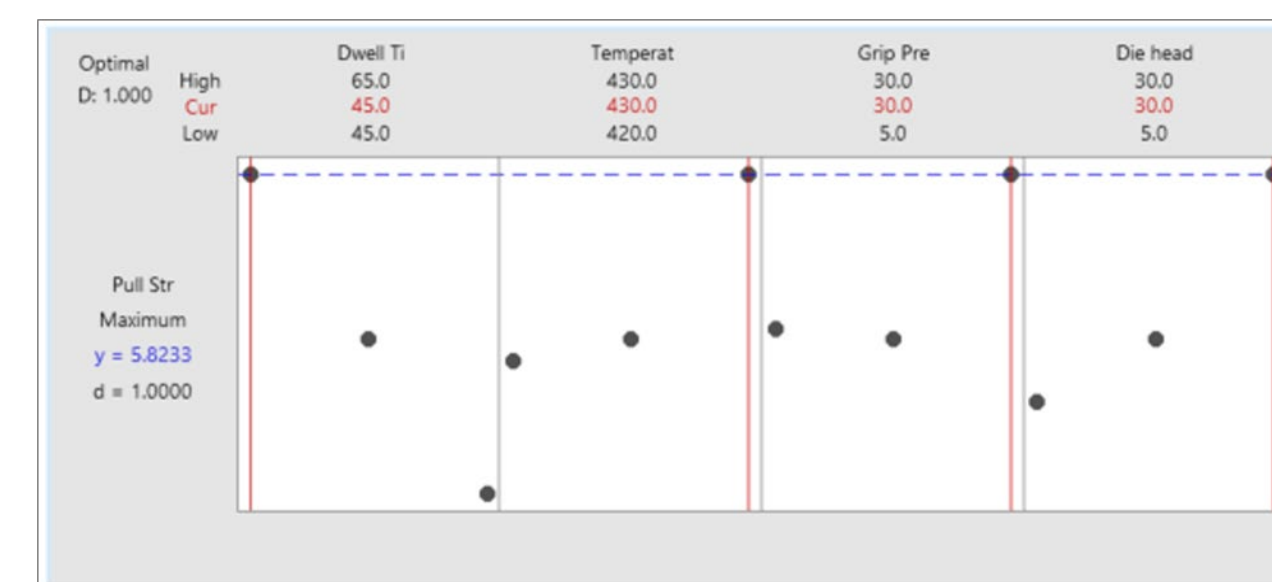 Optimal
D: 1.000
High
Cur
Low
Dwell Ti
65.0
45.0
45.0
Temperat
430.0
430.0
420.0
Grip Pre
30.0
30.0
5.0
Die head
30.0
30.0
5.0
Pull Str
Maximum
y = 5.8233
d = 1.0000